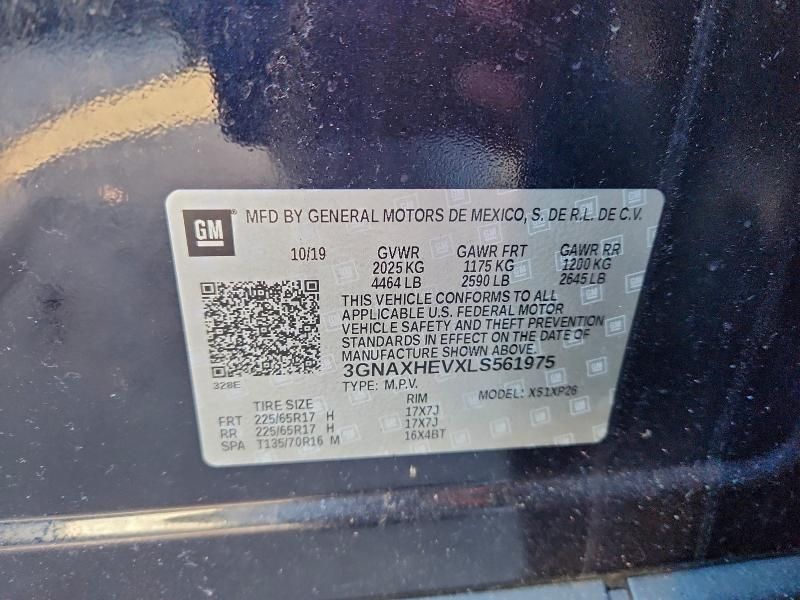 GM® MFD BY GENERAL MOTORS DE MEXICO, S. DE R.L. DE C.V.
10/19 GVWR GAWR FRT GAWR RR
2025 KG 1175 KG 1200 KG
4464 LB 2590 LB 2645 LB
THIS VEHICLE CONFORMS TO ALL
APPLICABLE U.S. FEDERAL MOTOR
VEHICLE SAFETY AND THEFT PREVENTION
STANDARDS IN EFFECT ON THE DATE OF
MANUFACTURE SHOWN ABOVE.
3GNAXHEVXLS561975
328E TYPE: M.P.V. MODEL: X51XP26
TIRE SIZE RIM
FRT 225/65R17 H 17X7J
RR 225/65R17 H 17X7J
SPA T135/70R16 M 16X4BT